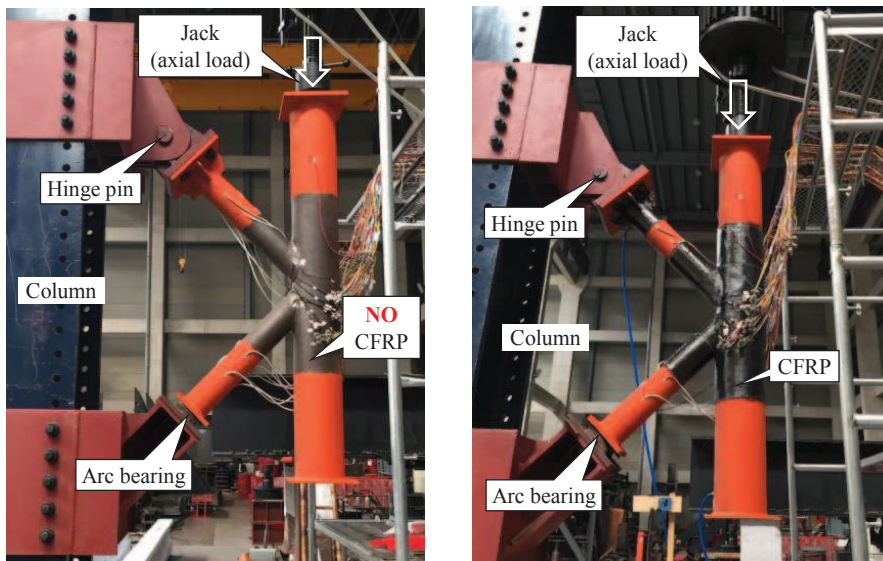 Jack
(axial load)
Hinge pin
Column
NO
CFRP
Arc bearing
Jack
(axial load)
Hinge pin
Column
CFRP
Arc bearing